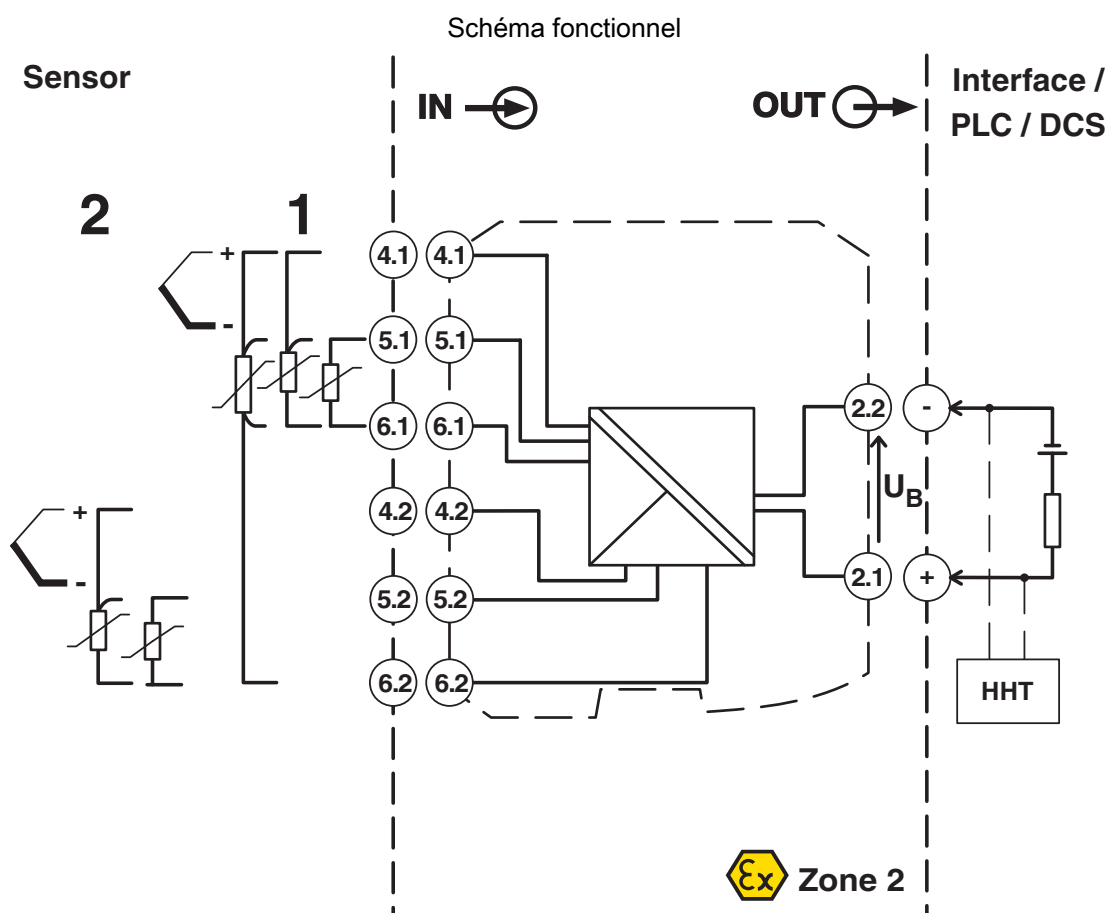 Schéma fonctionnel
Sensor
IN
OUT
Interface /
PLC / DCS
2
1
+
-
4.1
4.1
5.1
5.1
6.1
6.1
2.2
-
UB
+
-
4.2
4.2
5.2
5.2
2.1
+
6.2
6.2
HHT
Ex
Zone 2